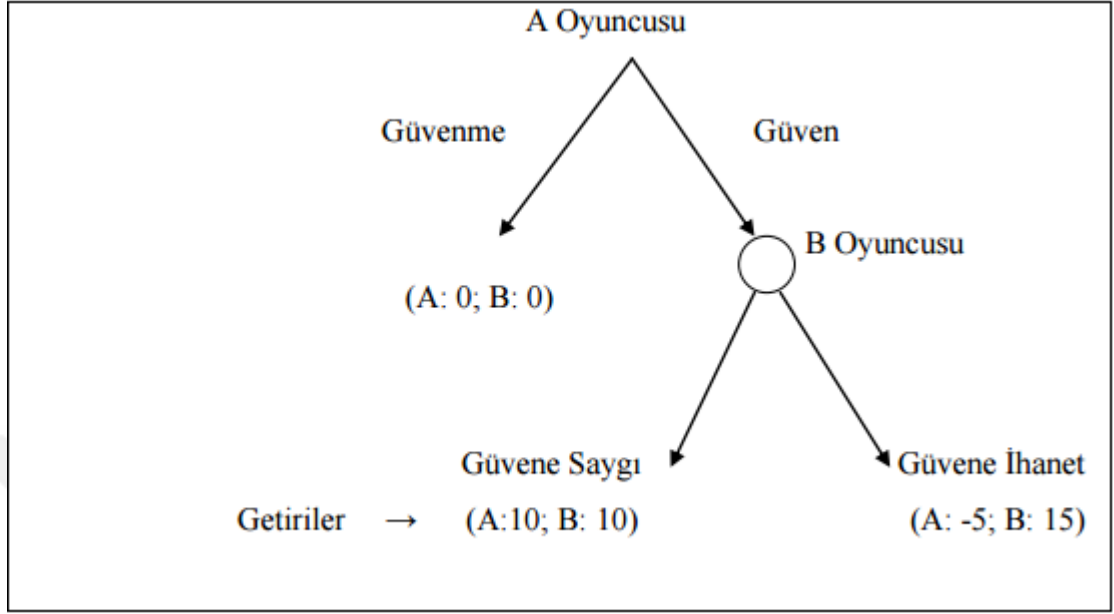 A Oyuncusu
Güvenme
Güven
B Oyuncusu
(A: 0; B: 0)
Güvene Saygı
Güvene İhanet
Getiriler → (A:10; B: 10)
(A: -5; B: 15)